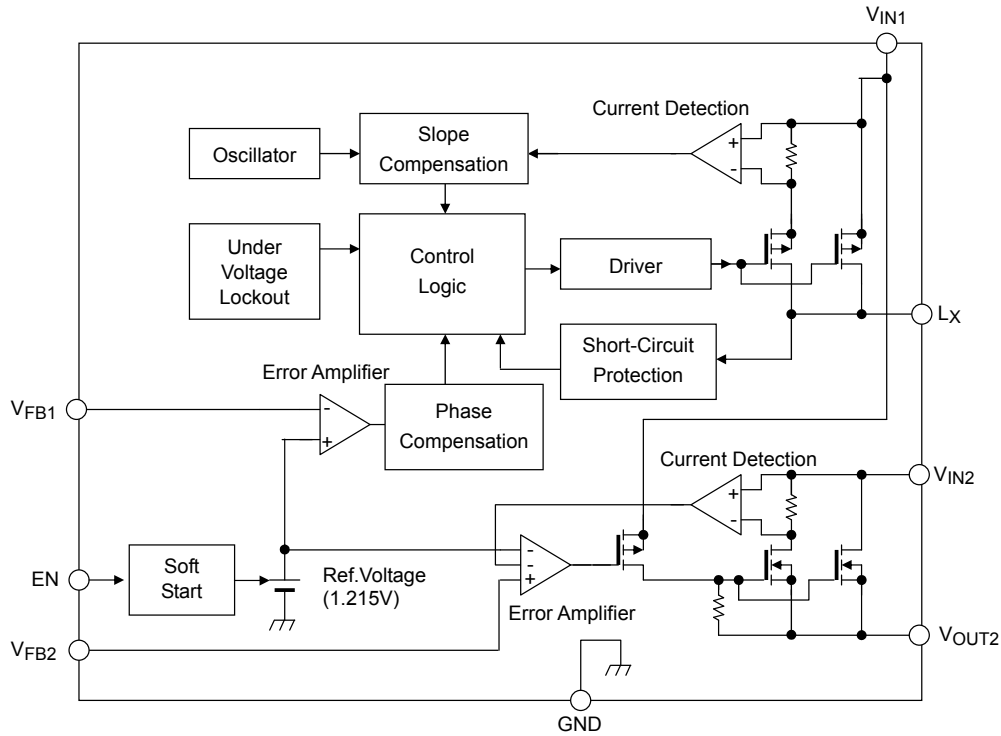 VIN1
Current Detection
+
-
Oscillator
Slope
Compensation
Under
Voltage
Lockout
Control
Logic
Driver
LX
Short-Circuit
Protection
Error Amplifier
VFB1
-
+
Phase
Compensation
Current Detection
+
-
VIN2
EN
Soft
Start
Ref.Voltage
(1.215V)
-
-
+
Error Amplifier
VFB2
VOUT2
GND